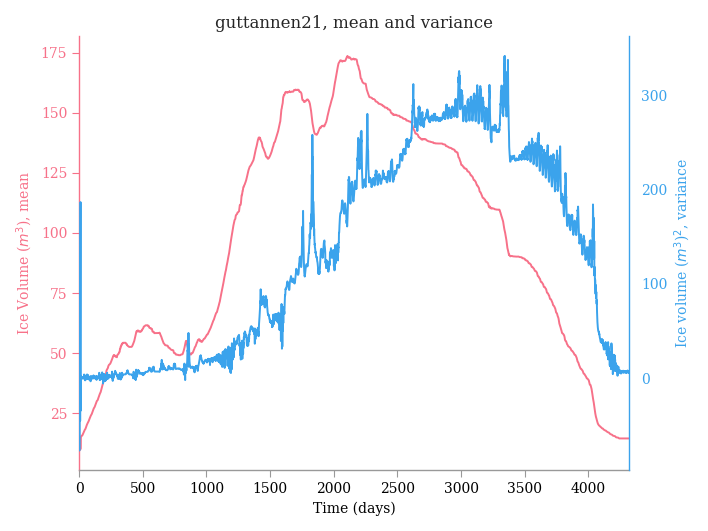 guttannen21, mean and variance
175
150
125
100
75
50
25
Ice Volume (m³), mean
300
200
100
0
Ice volume (m³)², variance
0 500 1000 1500 2000 2500 3000 3500 4000
Time (days)